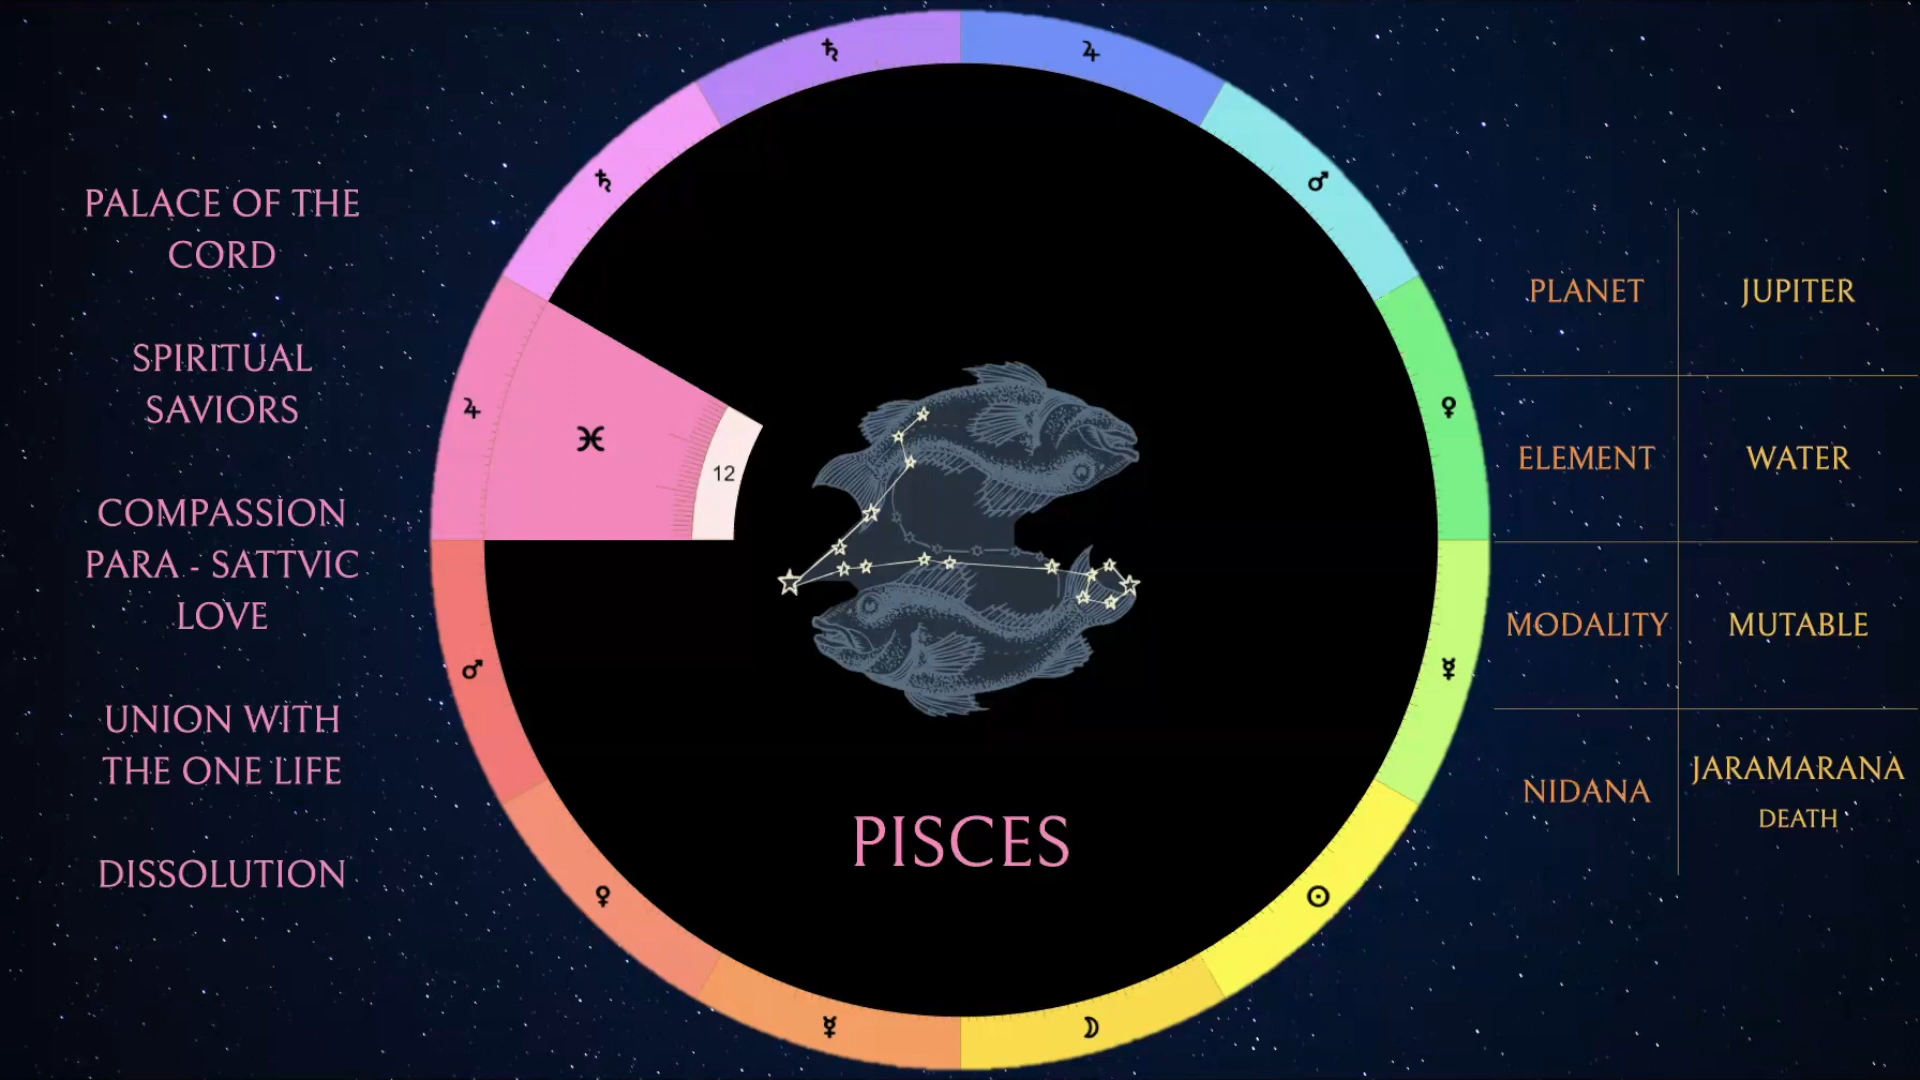 PALACE OF THE
CORD
SPIRITUAL
SAVIORS
COMPASSION
PARA - SATTVIC
LOVE
UNION WITH
THE ONE LIFE
DISSOLUTION
♄
♃
♄
♂
♃
♓
12
♀
♂
☿
♀
☉
☿
☽
PISCES
PLANET JUPITER
ELEMENT WATER
MODALITY MUTABLE
NIDANA JARAMARANA
DEATH